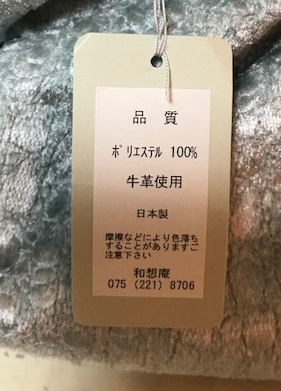 品 質
ﾎﾟﾘｴｽﾃﾙ 100%
牛革使用
日本製
摩擦などにより色落ち
することがありますご
注意下さい
和想庵
075 (221) 8706